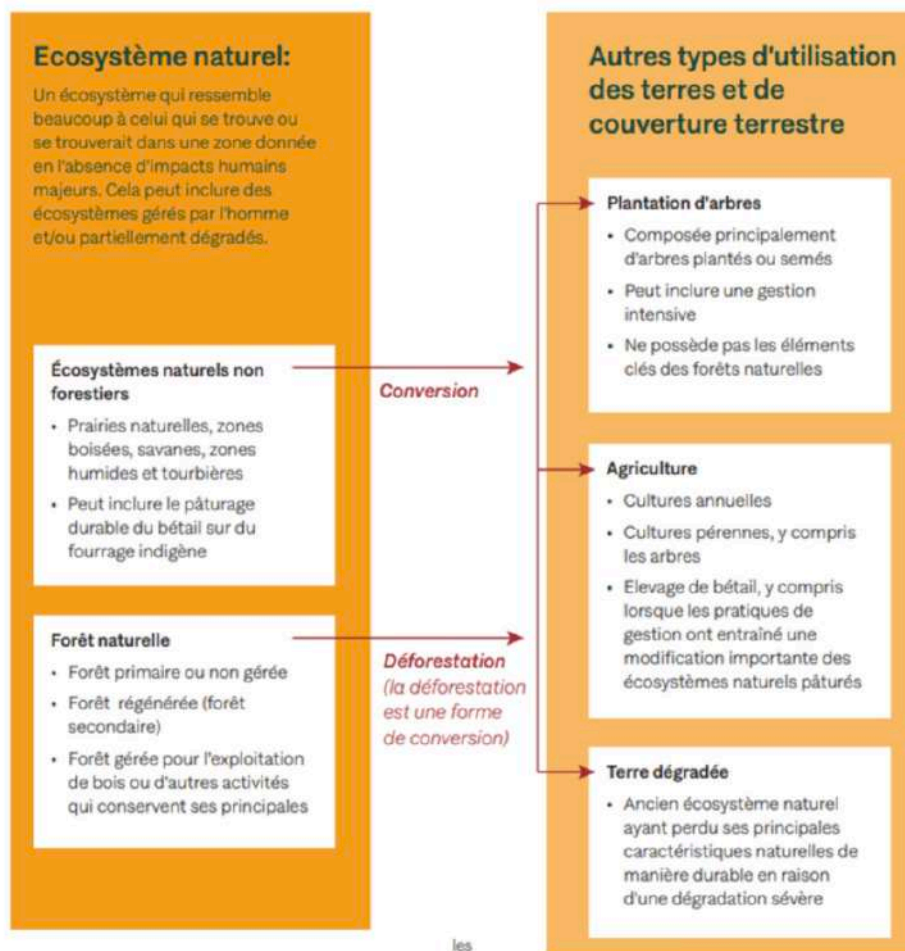 Ecosystème naturel:
Un écosystème qui ressemble
beaucoup à celui qui se trouve ou
se trouverait dans une zone donnée
en l'absence d'impacts humains
majeurs. Cela peut inclure des
écosystèmes gérés par l'homme
et/ou partiellement dégradés.
Écosystèmes naturels non
forestiers
• Prairies naturelles, zones
boisées, savanes, zones
humides et tourbières
• Peut inclure le pâturage
durable du bétail sur du
fourrage indigène
Forêt naturelle
• Forêt primaire ou non gérée
• Forêt régénérée (forêt
secondaire)
• Forêt gérée pour l'exploitation
de bois ou d'autres activités
qui conservent ses principales
Conversion
Déforestation
(la déforestation
est une forme
de conversion)
Autres types d'utilisation
des terres et de
couverture terrestre
Plantation d'arbres
• Composée principalement
d'arbres plantés ou semés
• Peut inclure une gestion
intensive
• Ne possède pas les éléments
clés des forêts naturelles
Agriculture
• Cultures annuelles
• Cultures pérennes, y compris
les arbres
• Elevage de bétail, y compris
lorsque les pratiques de
gestion ont entraîné une
modification importante des
écosystèmes naturels pâturés
Terre dégradée
• Ancien écosystème naturel
ayant perdu ses principales
caractéristiques naturelles de
manière durable en raison
d'une dégradation sévère
les